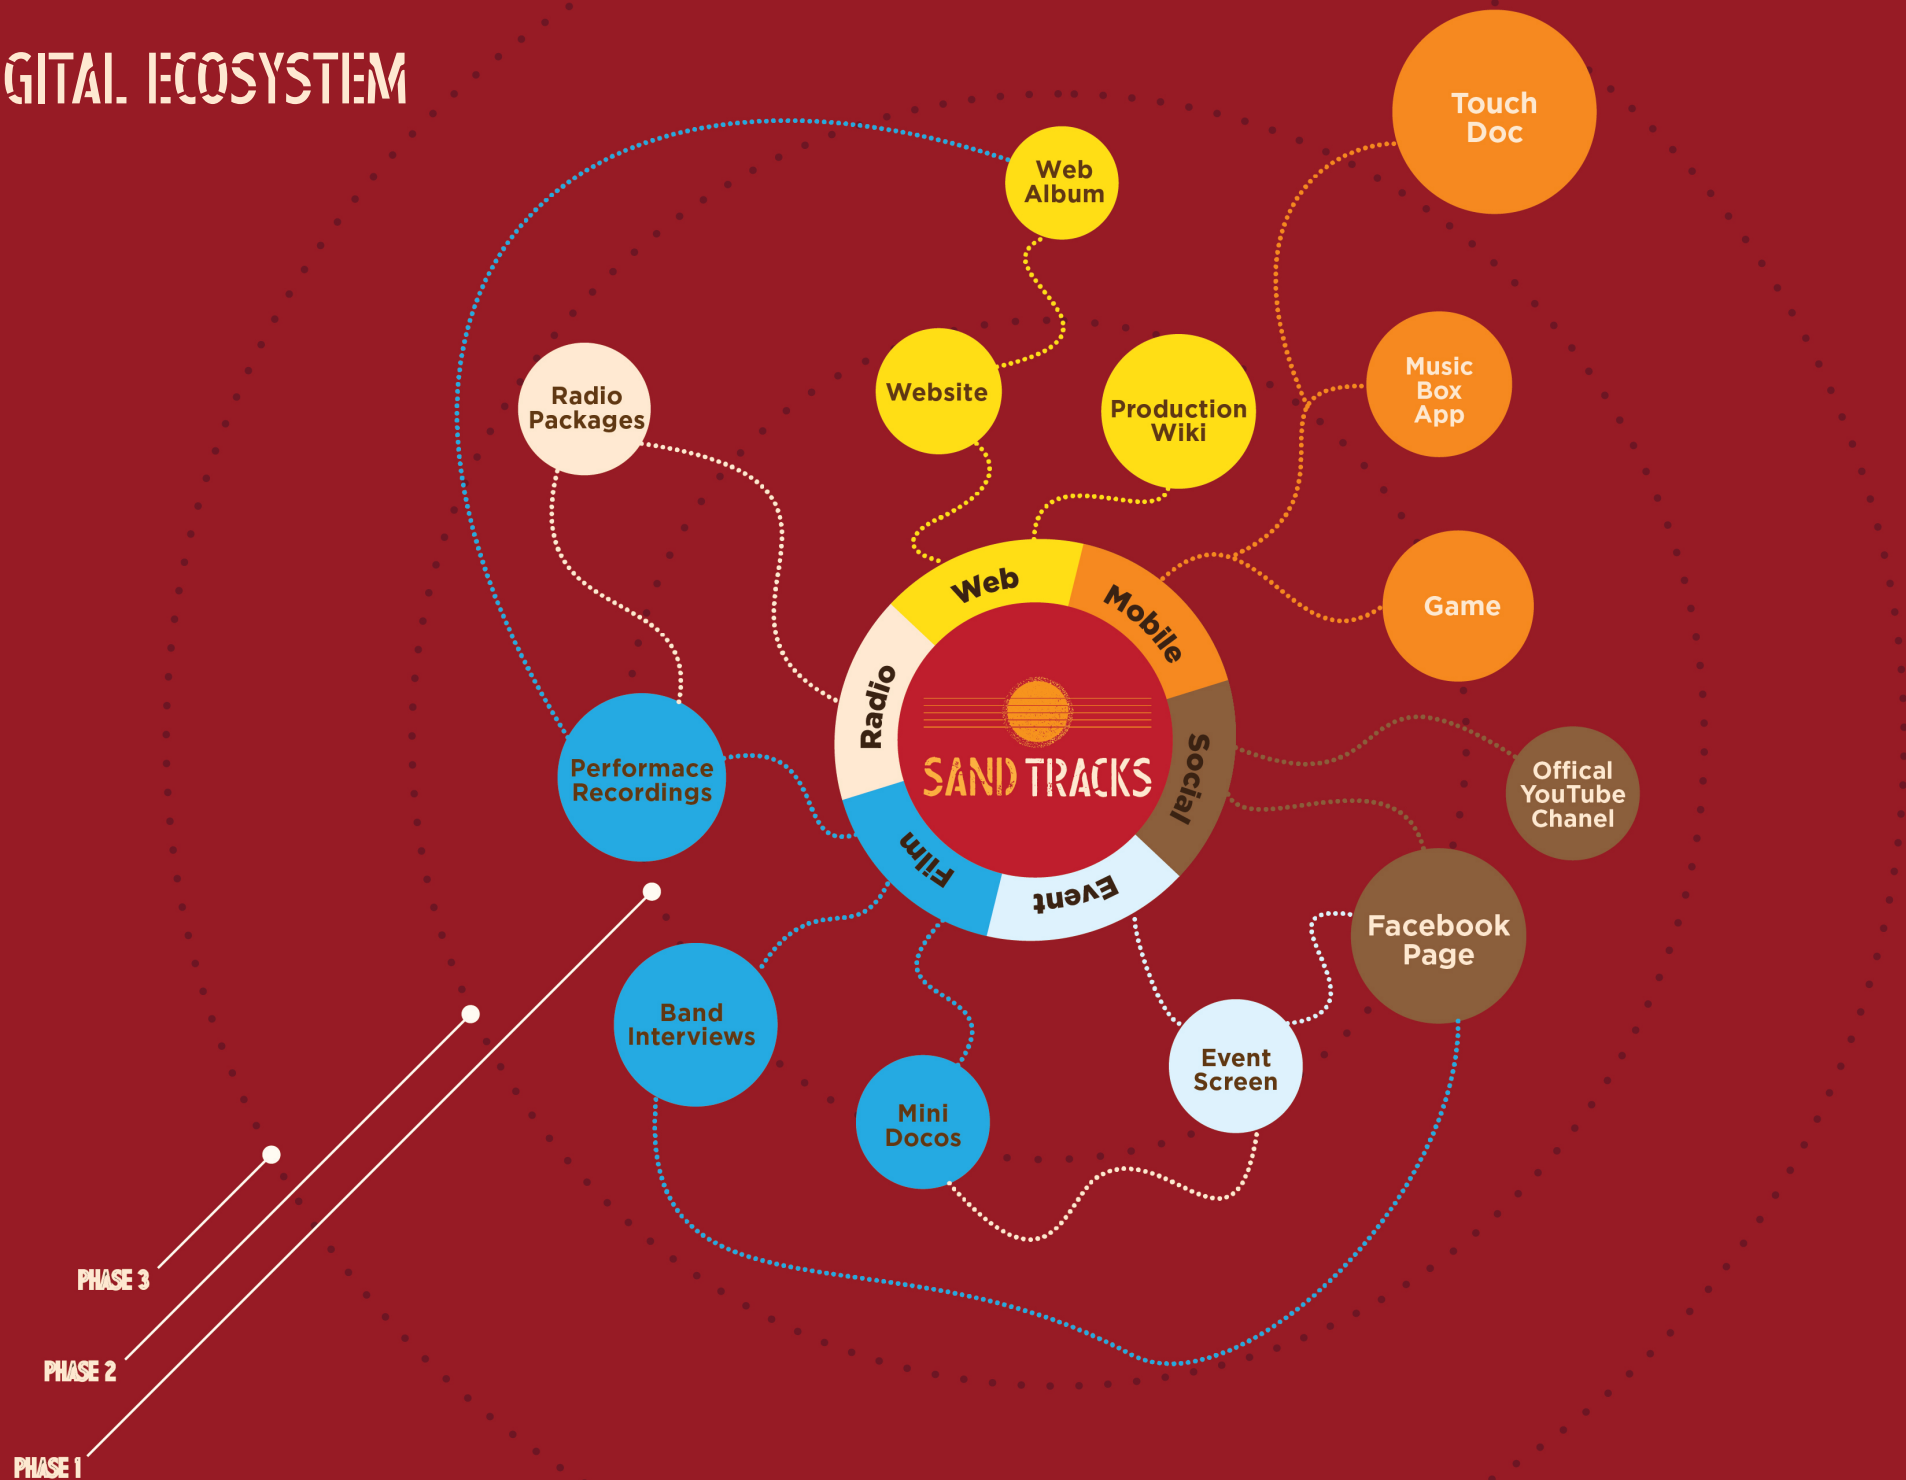 GITAL ECOSYSTEM
Touch
Doc
Web
Album
Music
Box
App
Radio
Packages
Website
Production
Wiki
Game
Web
Mobile
Radio
Social
Film
Event
SAND TRACKS
Performace
Recordings
Offical
YouTube
Chanel
Facebook
Page
Band
Interviews
Event
Screen
Mini
Docos
PHASE 3
PHASE 2
PHASE 1